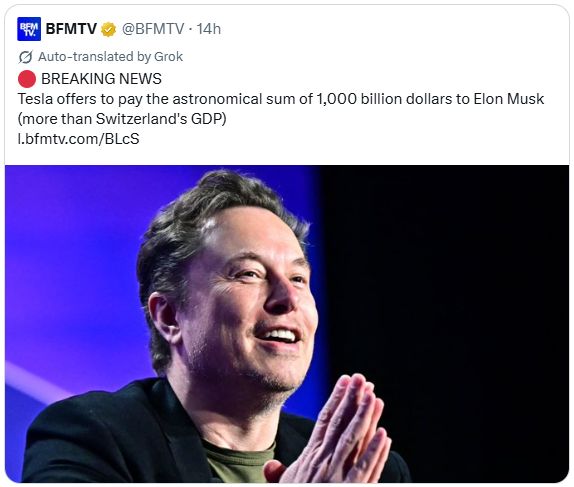 BFM
TV
BFMTV @BFMTV · 14h
Auto-translated by Grok
🔴 BREAKING NEWS
Tesla offers to pay the astronomical sum of 1,000 billion dollars to Elon Musk
(more than Switzerland's GDP)
l.bfmtv.com/BLcS